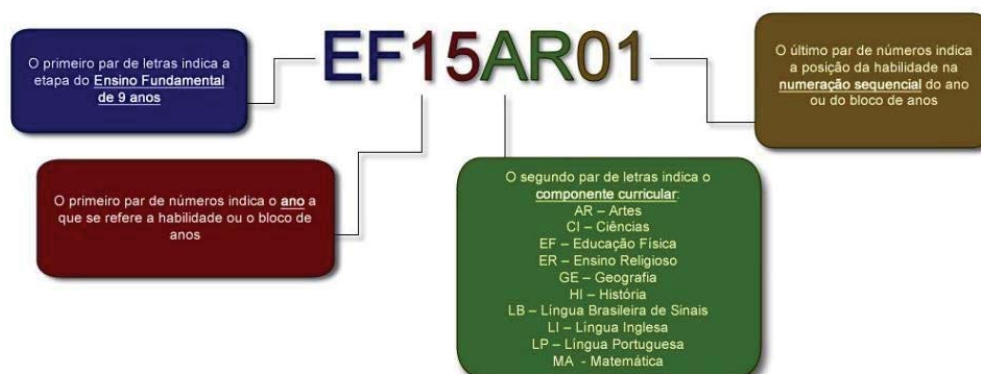 EF15AR01
O primeiro par de letras indica a
etapa do Ensino Fundamental
de 9 anos
O último par de números indica
a posição da habilidade na
numeração sequencial do ano
ou do bloco de anos
O primeiro par de números indica o ano a
que se refere a habilidade ou o bloco de
anos
O segundo par de letras indica o
componente curricular:
AR – Artes
CI – Ciências
EF – Educação Física
ER – Ensino Religioso
GE – Geografia
HI – História
LB – Língua Brasileira de Sinais
LI – Língua Inglesa
LP – Língua Portuguesa
MA - Matemática